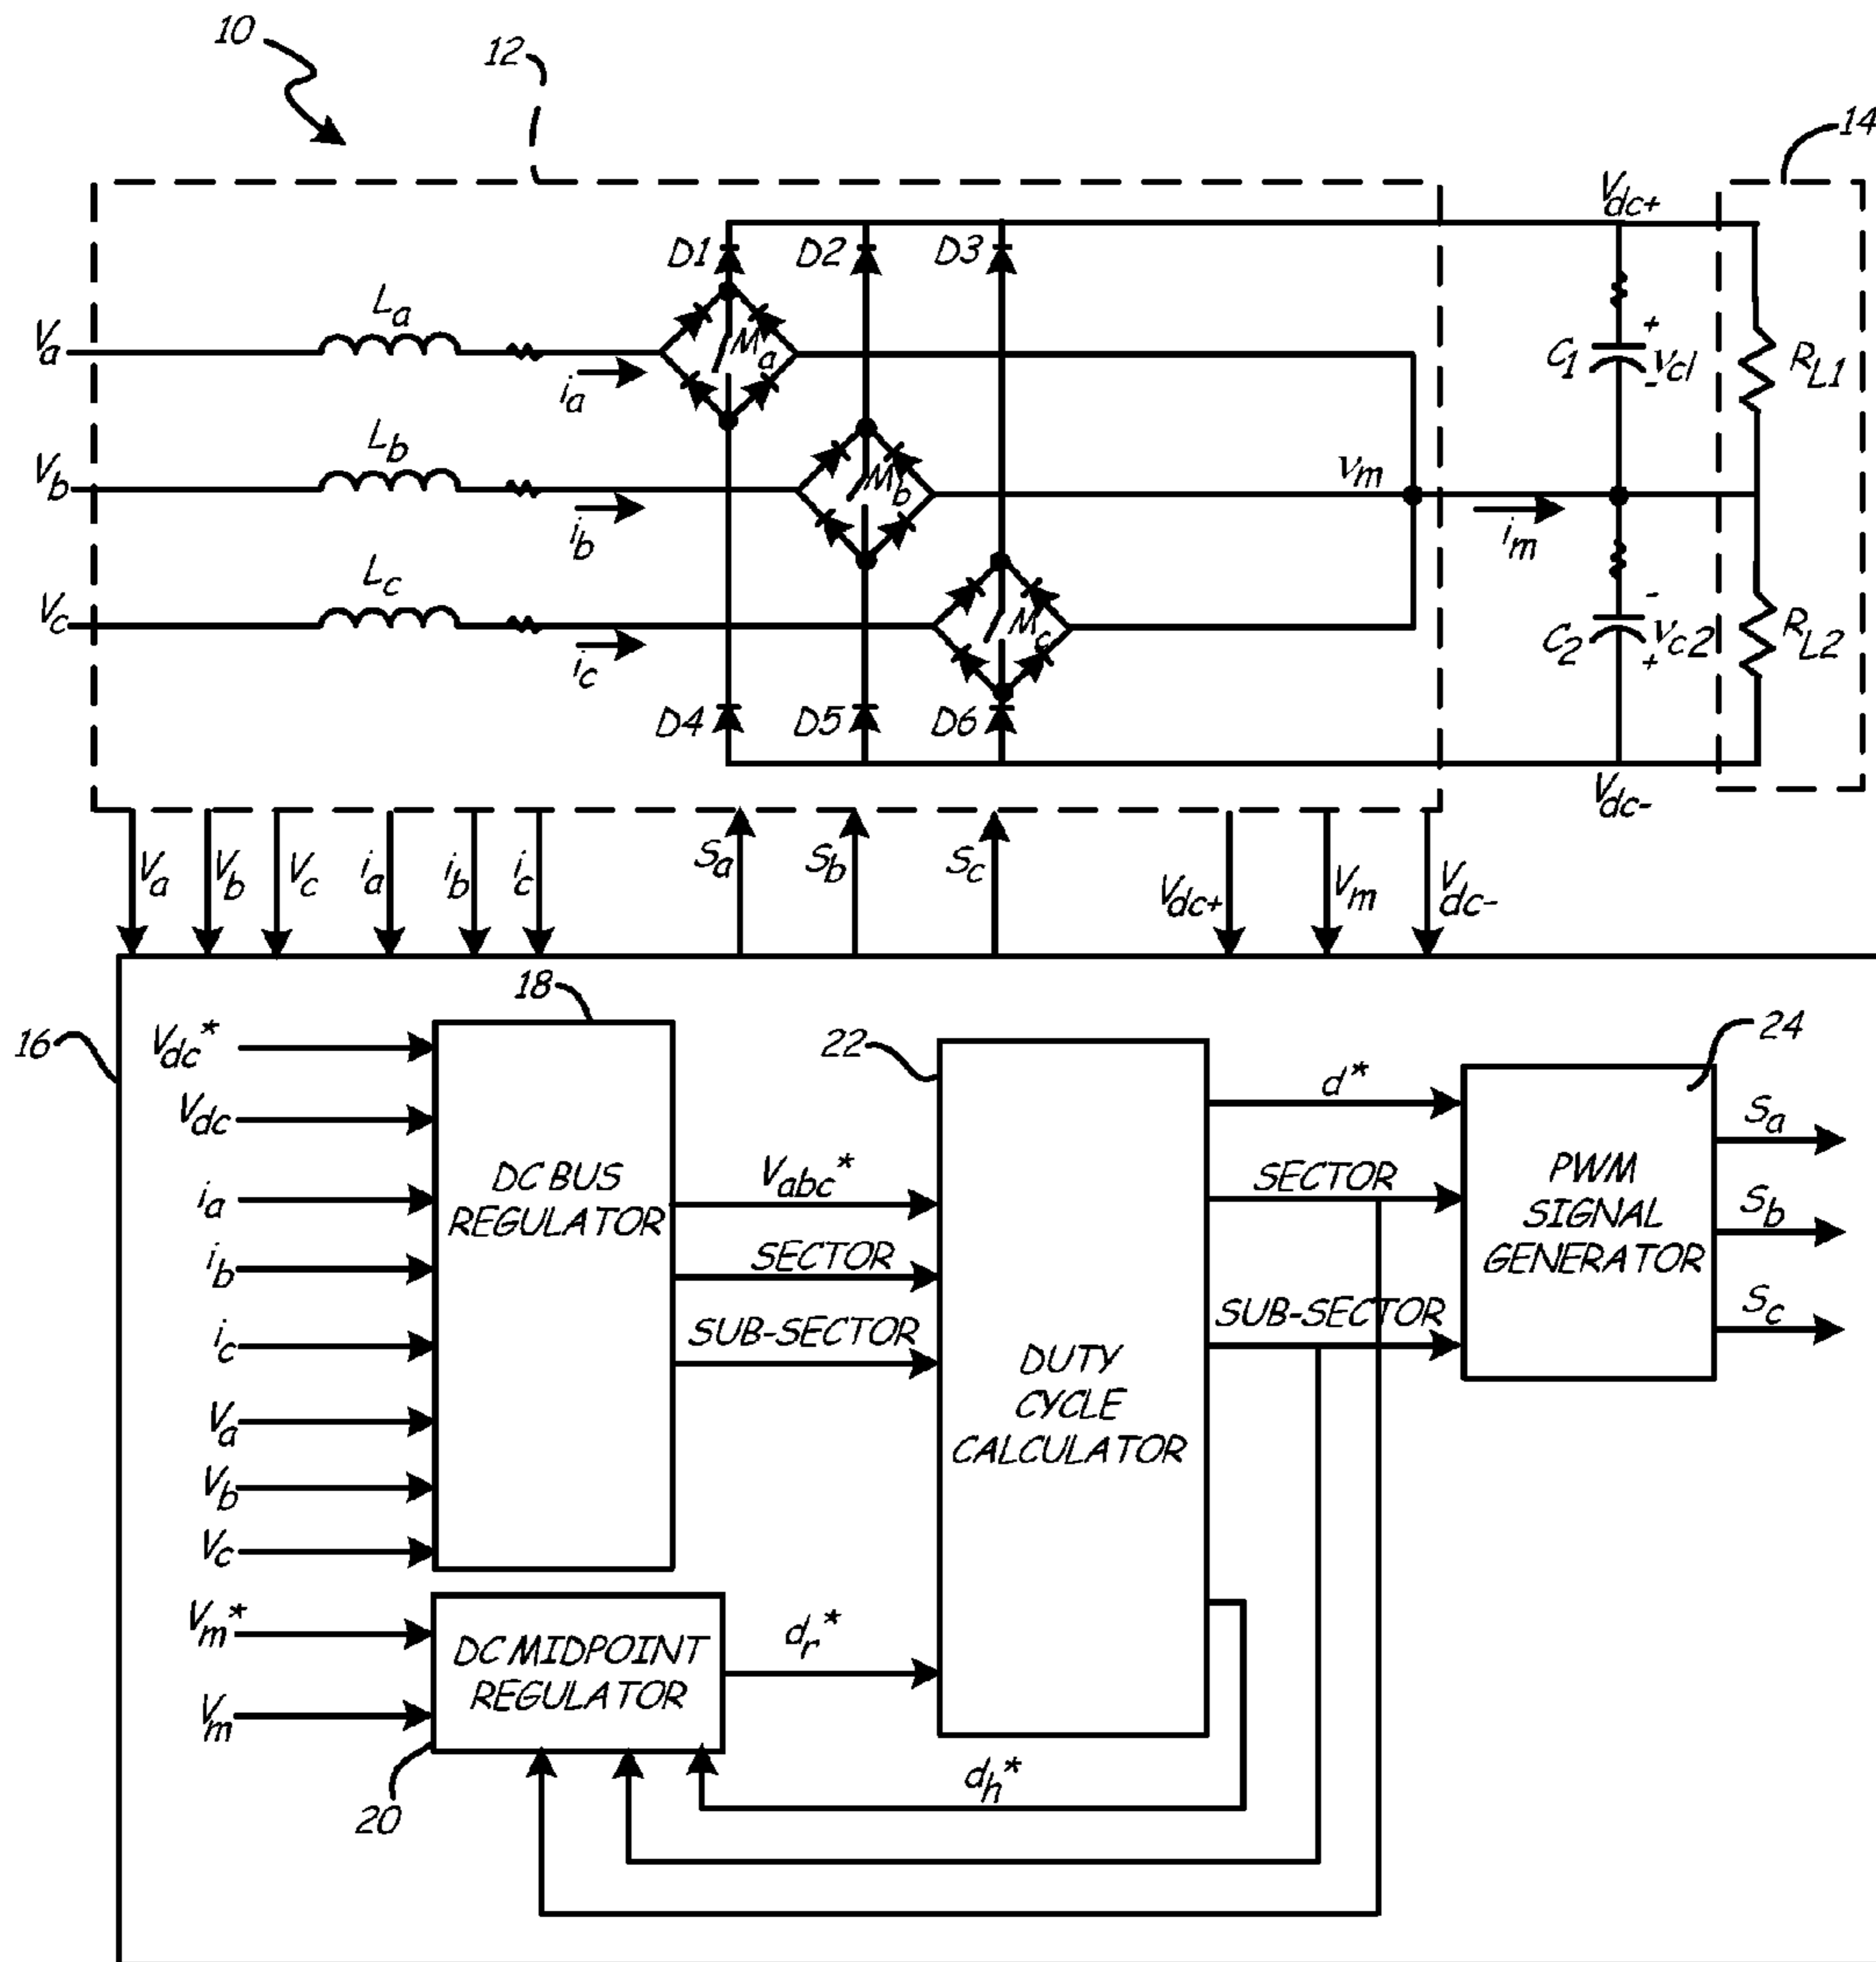 10
12
14
Vdc+
D1
D2
D3
La
Va
Ma
ia
C1
+
vc1
-
RL1
Lb
Vb
Mb
ib
vm
im
Lc
Vc
Mc
ic
C2
-
vc2
+
RL2
D4
D5
D6
Vdc-
Va
Vb
Vc
ia
ib
ic
Sa
Sb
Sc
Vdc+
Vm
Vdc-
16
18
22
24
Vdc*
Vdc
ia
ib
ic
Va
Vb
Vc
DC BUS
REGULATOR
Vabc*
SECTOR
SUB-SECTOR
DUTY
CYCLE
CALCULATOR
d*
SECTOR
SUB-SECTOR
PWM
SIGNAL
GENERATOR
Sa
Sb
Sc
Vm*
Vm
DC MIDPOINT
REGULATOR
dr*
dh*
20